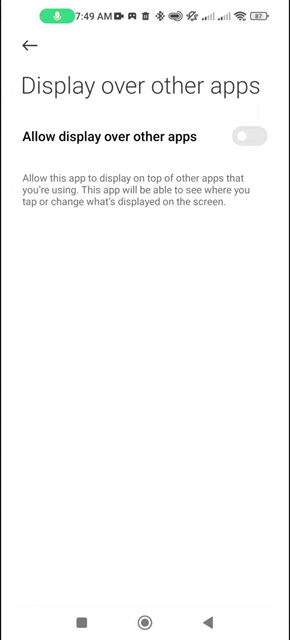 7:49 AM
87
Display over other apps
Allow display over other apps
Allow this app to display on top of other apps that
you're using. This app will be able to see where you
tap or change what's displayed on the screen.